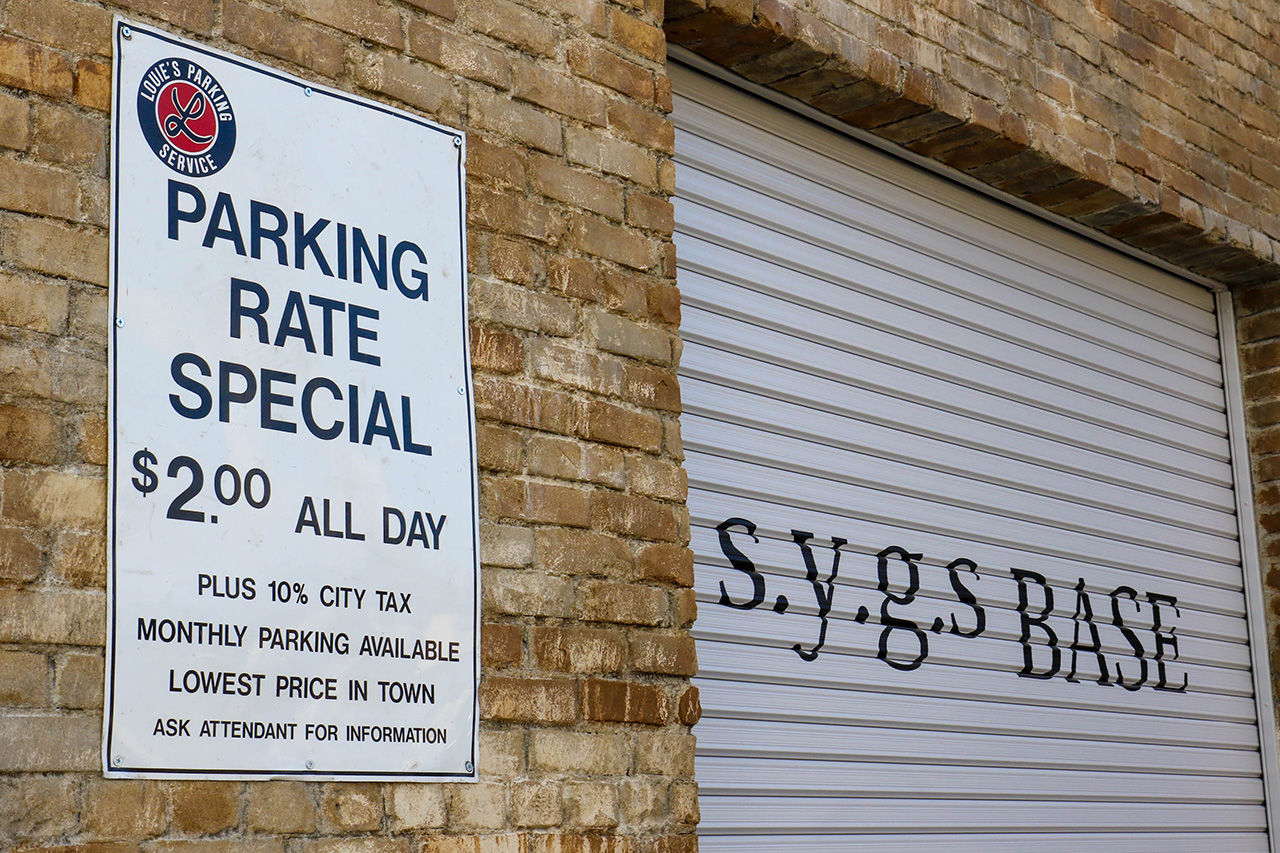 LOUIE'S PARKING
L
SERVICE
PARKING
RATE
SPECIAL
$2.00 ALL DAY
PLUS 10% CITY TAX
MONTHLY PARKING AVAILABLE
LOWEST PRICE IN TOWN
ASK ATTENDANT FOR INFORMATION
s.y.g.s BASE